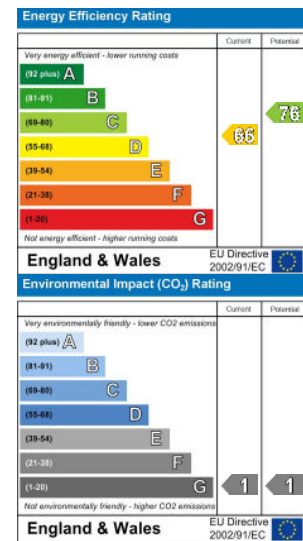 Energy Efficiency Rating
Current Potential
Very energy efficient - lower running costs
(92 plus) A
(81-91) B
(69-80) C
(55-68) D
(39-54) E
(21-38) F
(1-20) G
66
76
Not energy efficient - higher running costs
England & Wales
EU Directive
2002/91/EC
Environmental Impact (CO₂) Rating
Current Potential
Very environmentally friendly - lower CO2 emissions
(92 plus) A
(81-91) B
(69-80) C
(55-68) D
(39-54) E
(21-38) F
(1-20) G
1
1
Not environmentally friendly - higher CO2 emissions
England & Wales
EU Directive
2002/91/EC